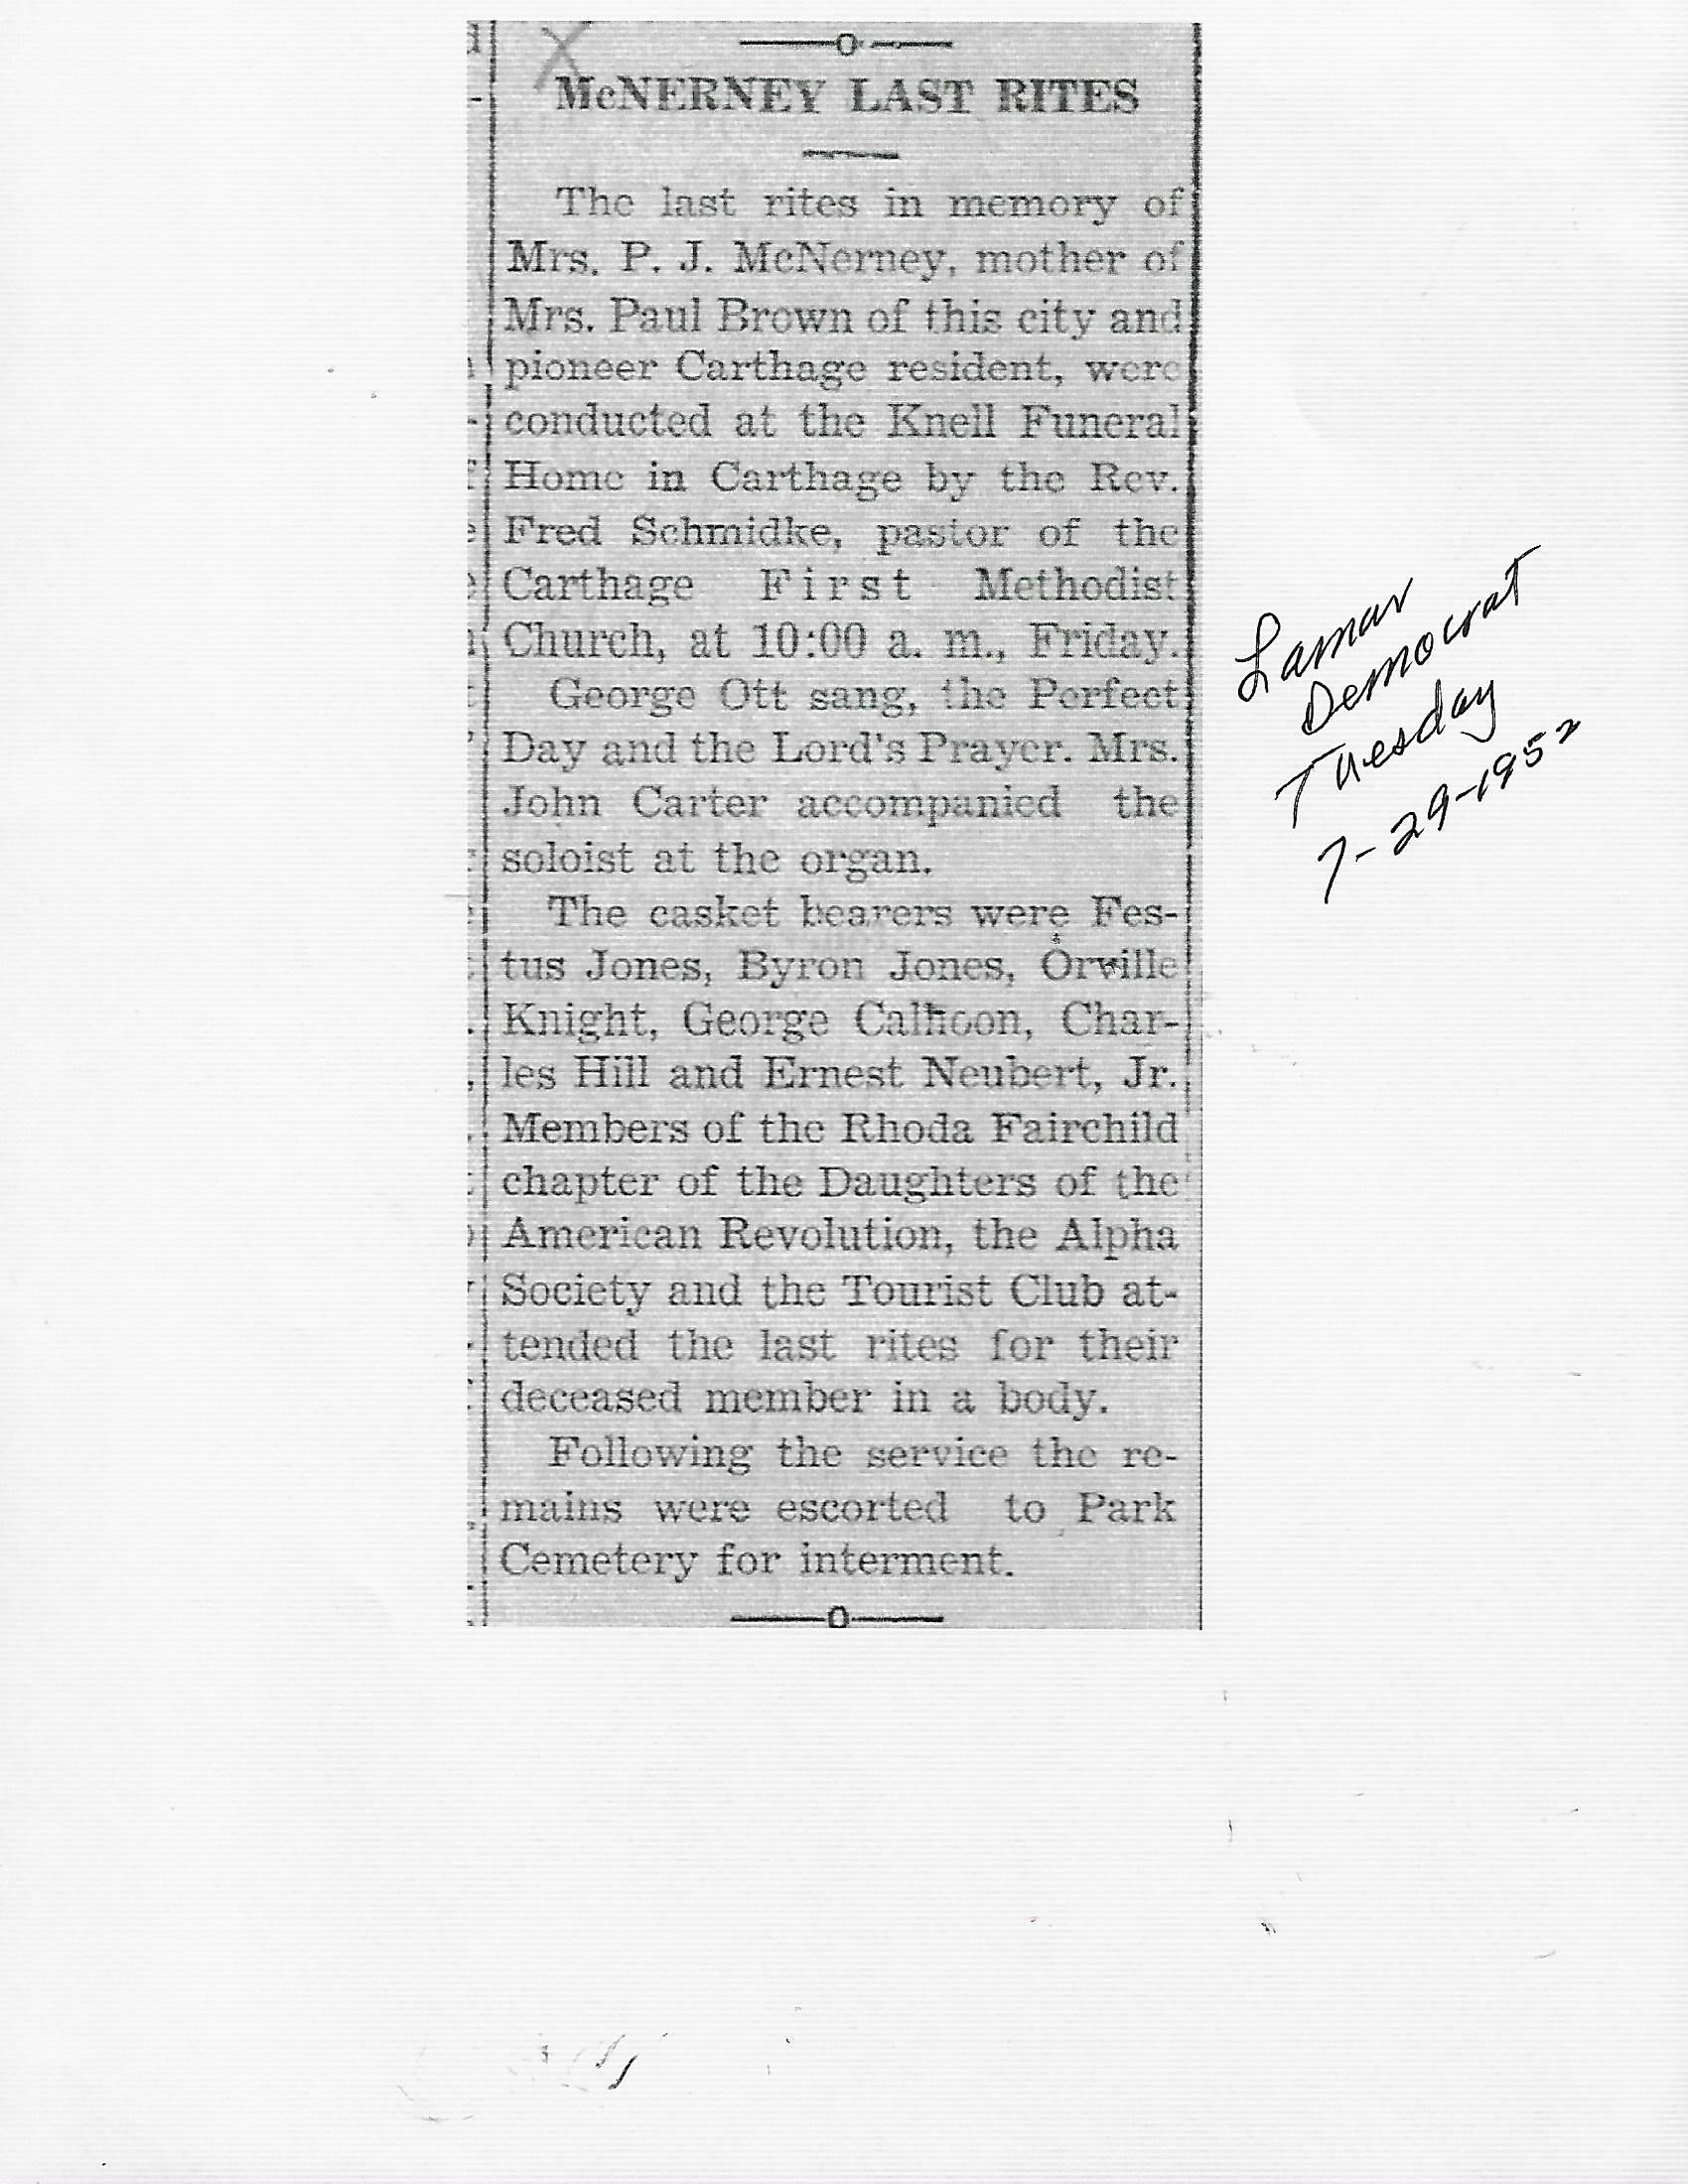 McNERNEY LAST RITES
The last rites in memory of
Mrs. P. J. McNerney, mother of
Mrs. Paul Brown of this city and
pioneer Carthage resident, were
conducted at the Knell Funeral
Home in Carthage by the Rev.
Fred Schmidke, pastor of the
Carthage First Methodist
Church, at 10:00 a. m., Friday.
George Ott sang, the Perfect
Day and the Lord's Prayer. Mrs.
John Carter accompanied the
soloist at the organ.
The casket bearers were Fes-
tus Jones, Byron Jones, Orville
Knight, George Calhoon, Char-
les Hill and Ernest Neubert, Jr.
Members of the Rhoda Fairchild
chapter of the Daughters of the
American Revolution, the Alpha
Society and the Tourist Club at-
tended the last rites for their
deceased member in a body.
Following the service the re-
mains were escorted to Park
Cemetery for interment.
Lamar
Democrat
Tuesday
7-29-1952